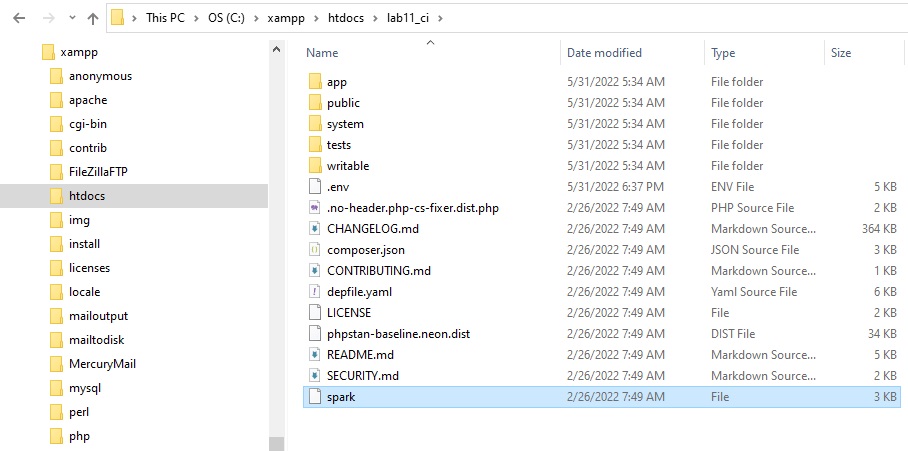 This PC > OS (C:) > xampp > htdocs > lab11_ci >
xampp
anonymous
apache
cgi-bin
contrib
FileZillaFTP
htdocs
img
install
licenses
locale
mailoutput
mailtodisk
MercuryMail
mysql
perl
php
Name Date modified Type Size
app 5/31/2022 5:34 AM File folder
public 5/31/2022 5:34 AM File folder
system 5/31/2022 5:34 AM File folder
tests 5/31/2022 5:34 AM File folder
writable 5/31/2022 5:34 AM File folder
.env 5/31/2022 6:37 PM ENV File 5 KB
.no-header.php-cs-fixer.dist.php 2/26/2022 7:49 AM PHP Source File 2 KB
CHANGELOG.md 2/26/2022 7:49 AM Markdown Source... 364 KB
composer.json 2/26/2022 7:49 AM JSON Source File 3 KB
CONTRIBUTING.md 2/26/2022 7:49 AM Markdown Source... 1 KB
depfile.yaml 2/26/2022 7:49 AM Yaml Source File 6 KB
LICENSE 2/26/2022 7:49 AM File 2 KB
phpstan-baseline.neon.dist 2/26/2022 7:49 AM DIST File 34 KB
README.md 2/26/2022 7:49 AM Markdown Source... 5 KB
SECURITY.md 2/26/2022 7:49 AM Markdown Source... 2 KB
spark 2/26/2022 7:49 AM File 3 KB